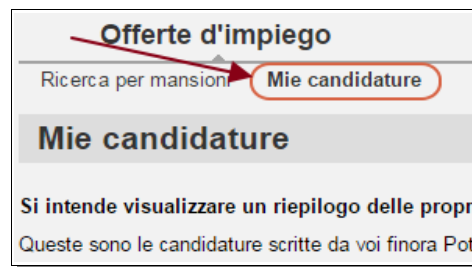 Offerte d'impiego
Ricerca per mansioni Mie candidature
Mie candidature
Si intende visualizzare un riepilogo delle propr
Queste sono le candidature scritte da voi finora Pot